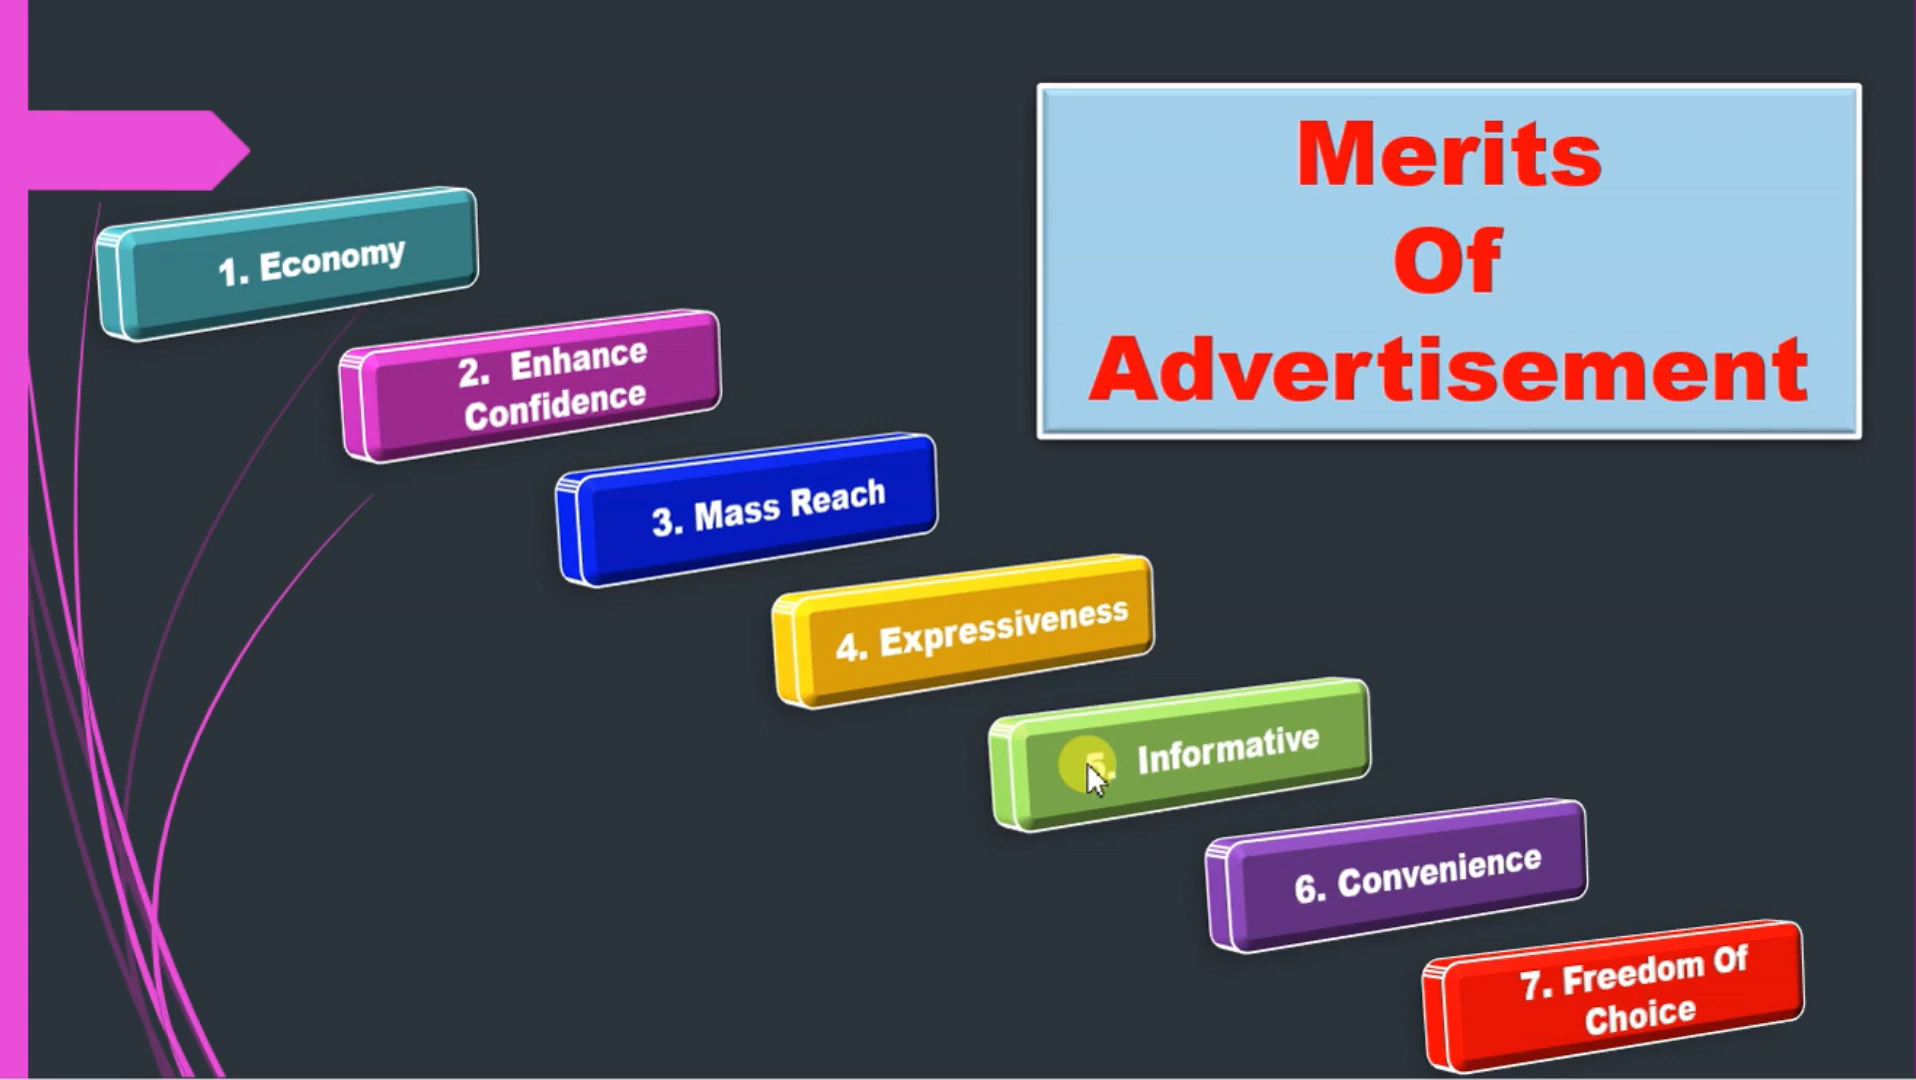 Merits
Of
Advertisement
1. Economy
2. Enhance
Confidence
3. Mass Reach
4. Expressiveness
5. Informative
6. Convenience
7. Freedom Of
Choice